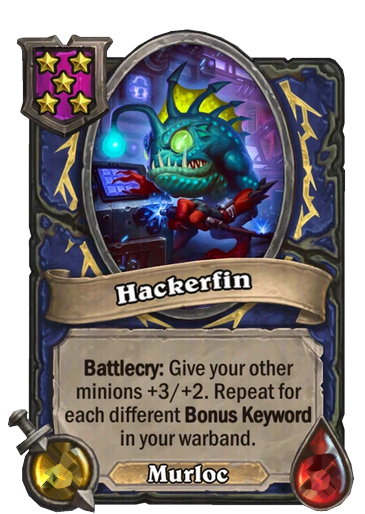 Hackerfin
Battlecry: Give your other
minions +3/+2. Repeat for
each different Bonus Keyword
in your warband.
Murloc